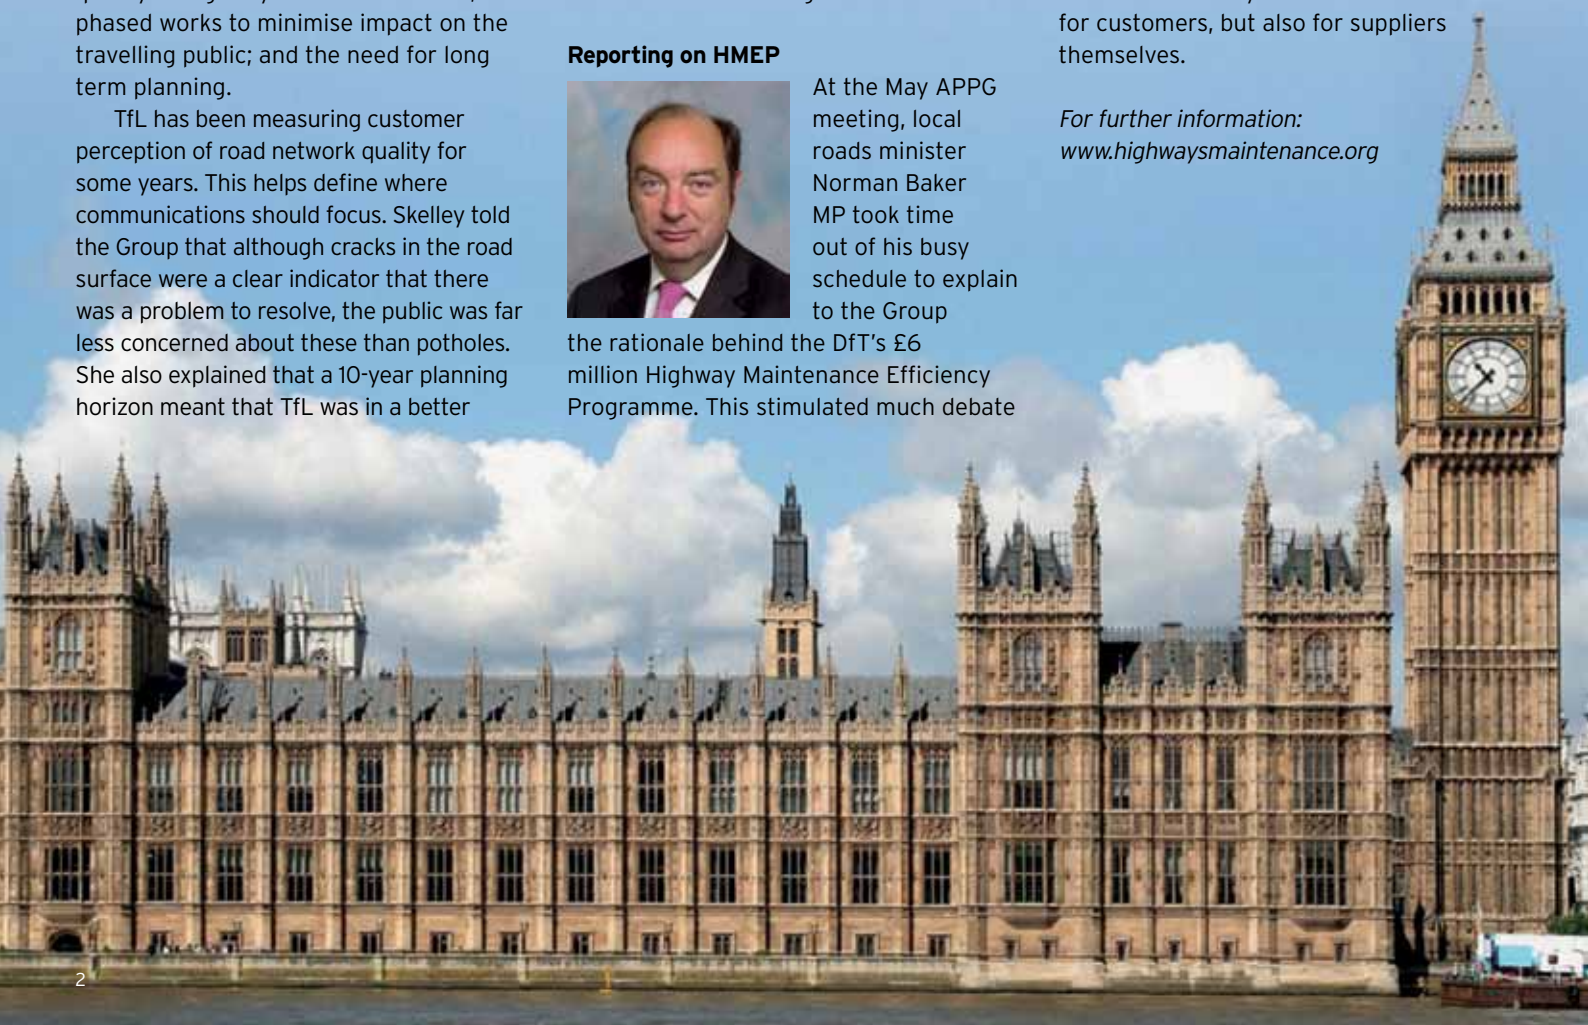 phased works to minimise impact on the
travelling public; and the need for long
term planning.
TfL has been measuring customer
perception of road network quality for
some years. This helps define where
communications should focus. Skelley told
the Group that although cracks in the road
surface were a clear indicator that there
was a problem to resolve, the public was far
less concerned about these than potholes.
She also explained that a 10-year planning
horizon meant that TfL was in a better
Reporting on HMEP
At the May APPG
meeting, local
roads minister
Norman Baker
MP took time
out of his busy
schedule to explain
to the Group
the rationale behind the DfT's £6
million Highway Maintenance Efficiency
Programme. This stimulated much debate
for customers, but also for suppliers
themselves.
For further information:
www.highwaysmaintenance.org
2